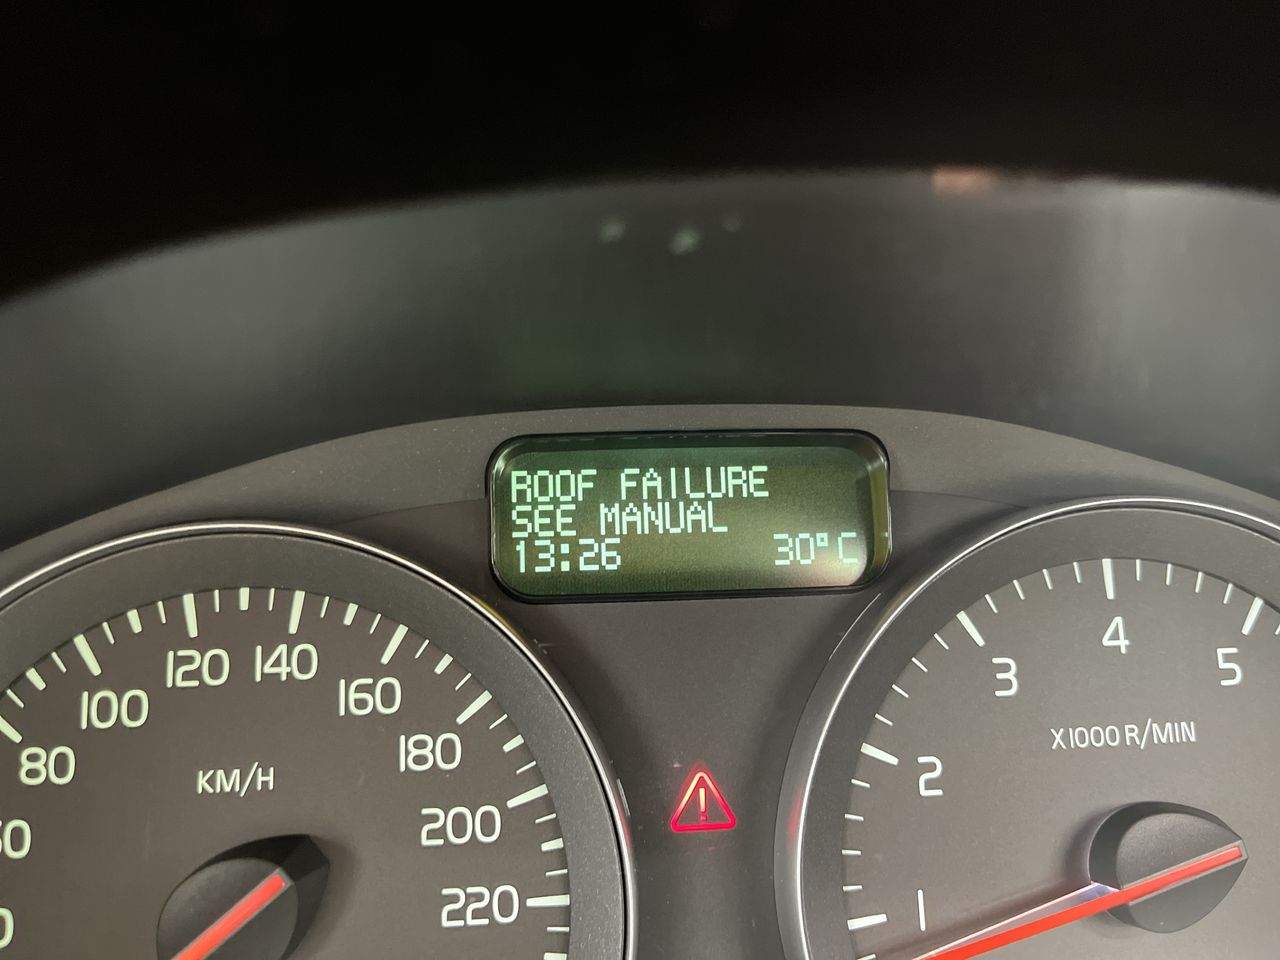 ROOF FAILURE
SEE MANUAL
13:26 30°C
80
100
120
140
160
180
200
220
KM/H
1
2
3
4
5
X1000 R/MIN